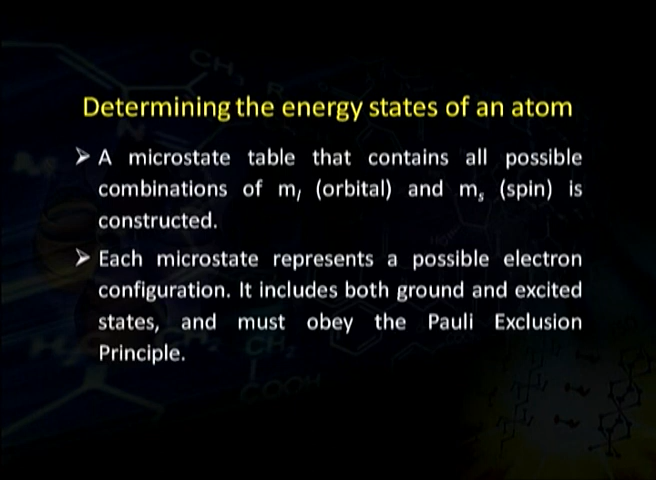 Determining the energy states of an atom
➢ A microstate table that contains all possible
combinations of mₗ (orbital) and mₛ (spin) is
constructed.
➢ Each microstate represents a possible electron
configuration. It includes both ground and excited
states, and must obey the Pauli Exclusion
Principle.
CH₂
COOH